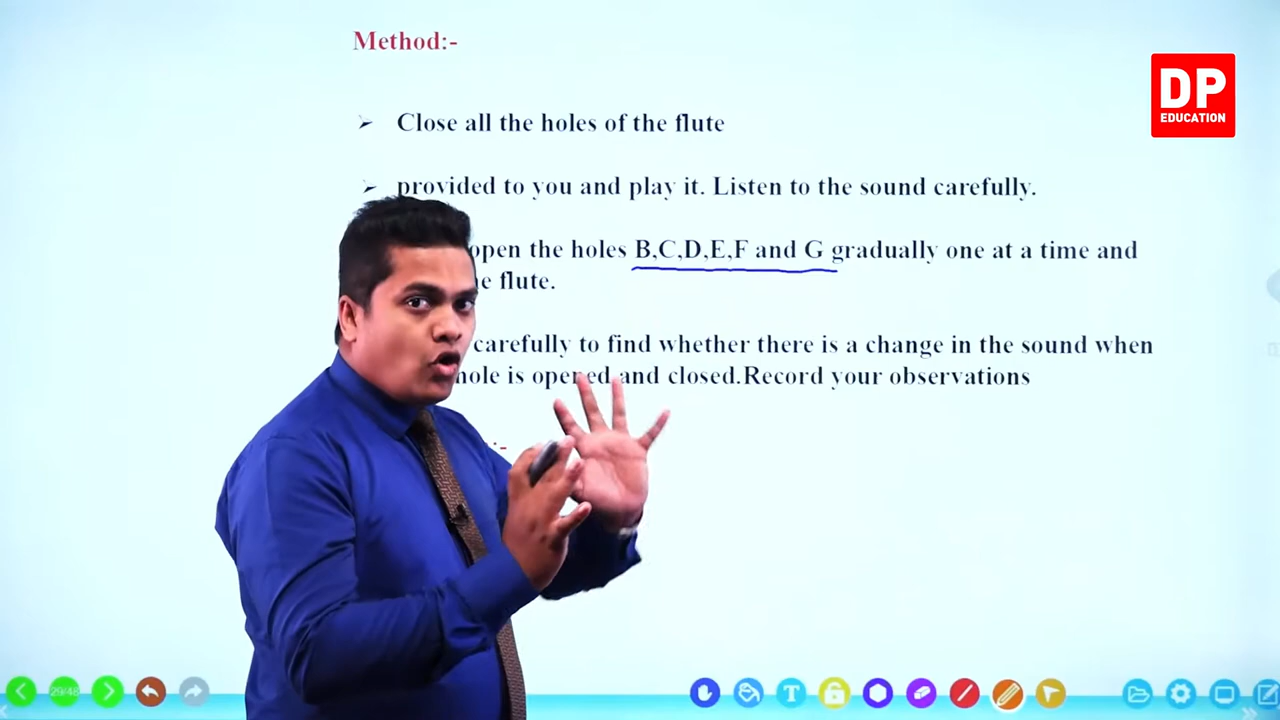 Method:-
DP
EDUCATION
Close all the holes of the flute
provided to you and play it. Listen to the sound carefully.
open the holes B,C,D,E,F and G gradually one at a time and
flute.
carefully to find whether there is a change in the sound when
hole is opened and closed.Record your observations
29/48
T